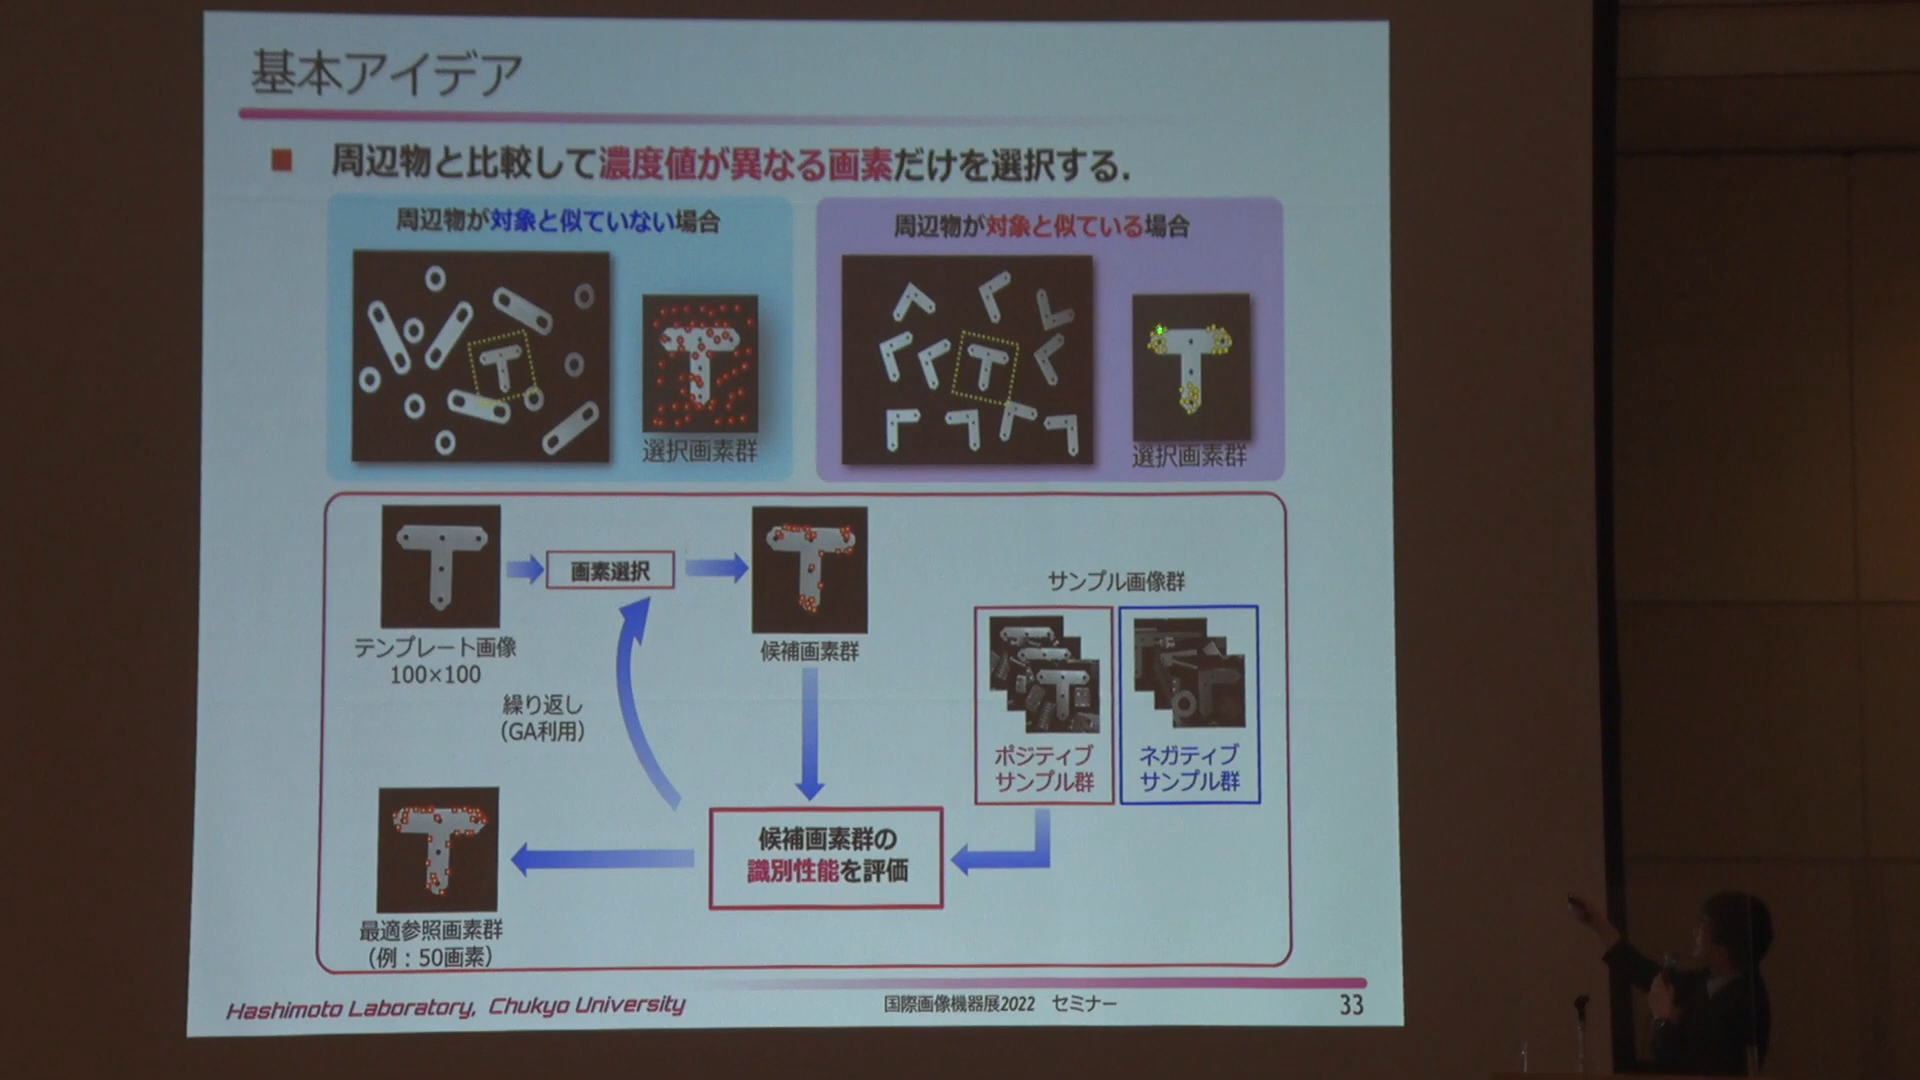 基本アイデア
■ 周辺物と比較して濃度値が異なる画素だけを選択する.
周辺物が対象と似ていない場合
選択画素群
周辺物が対象と似ている場合
選択画素群
テンプレート画像
100×100
画素選択
候補画素群
繰り返し
(GA利用)
サンプル画像群
ポジティブ
サンプル群
ネガティブ
サンプル群
候補画素群の
識別性能を評価
最適参照画素群
(例：50画素)
Hashimoto Laboratory, Chukyo University
国際画像機器展2022 セミナー
33